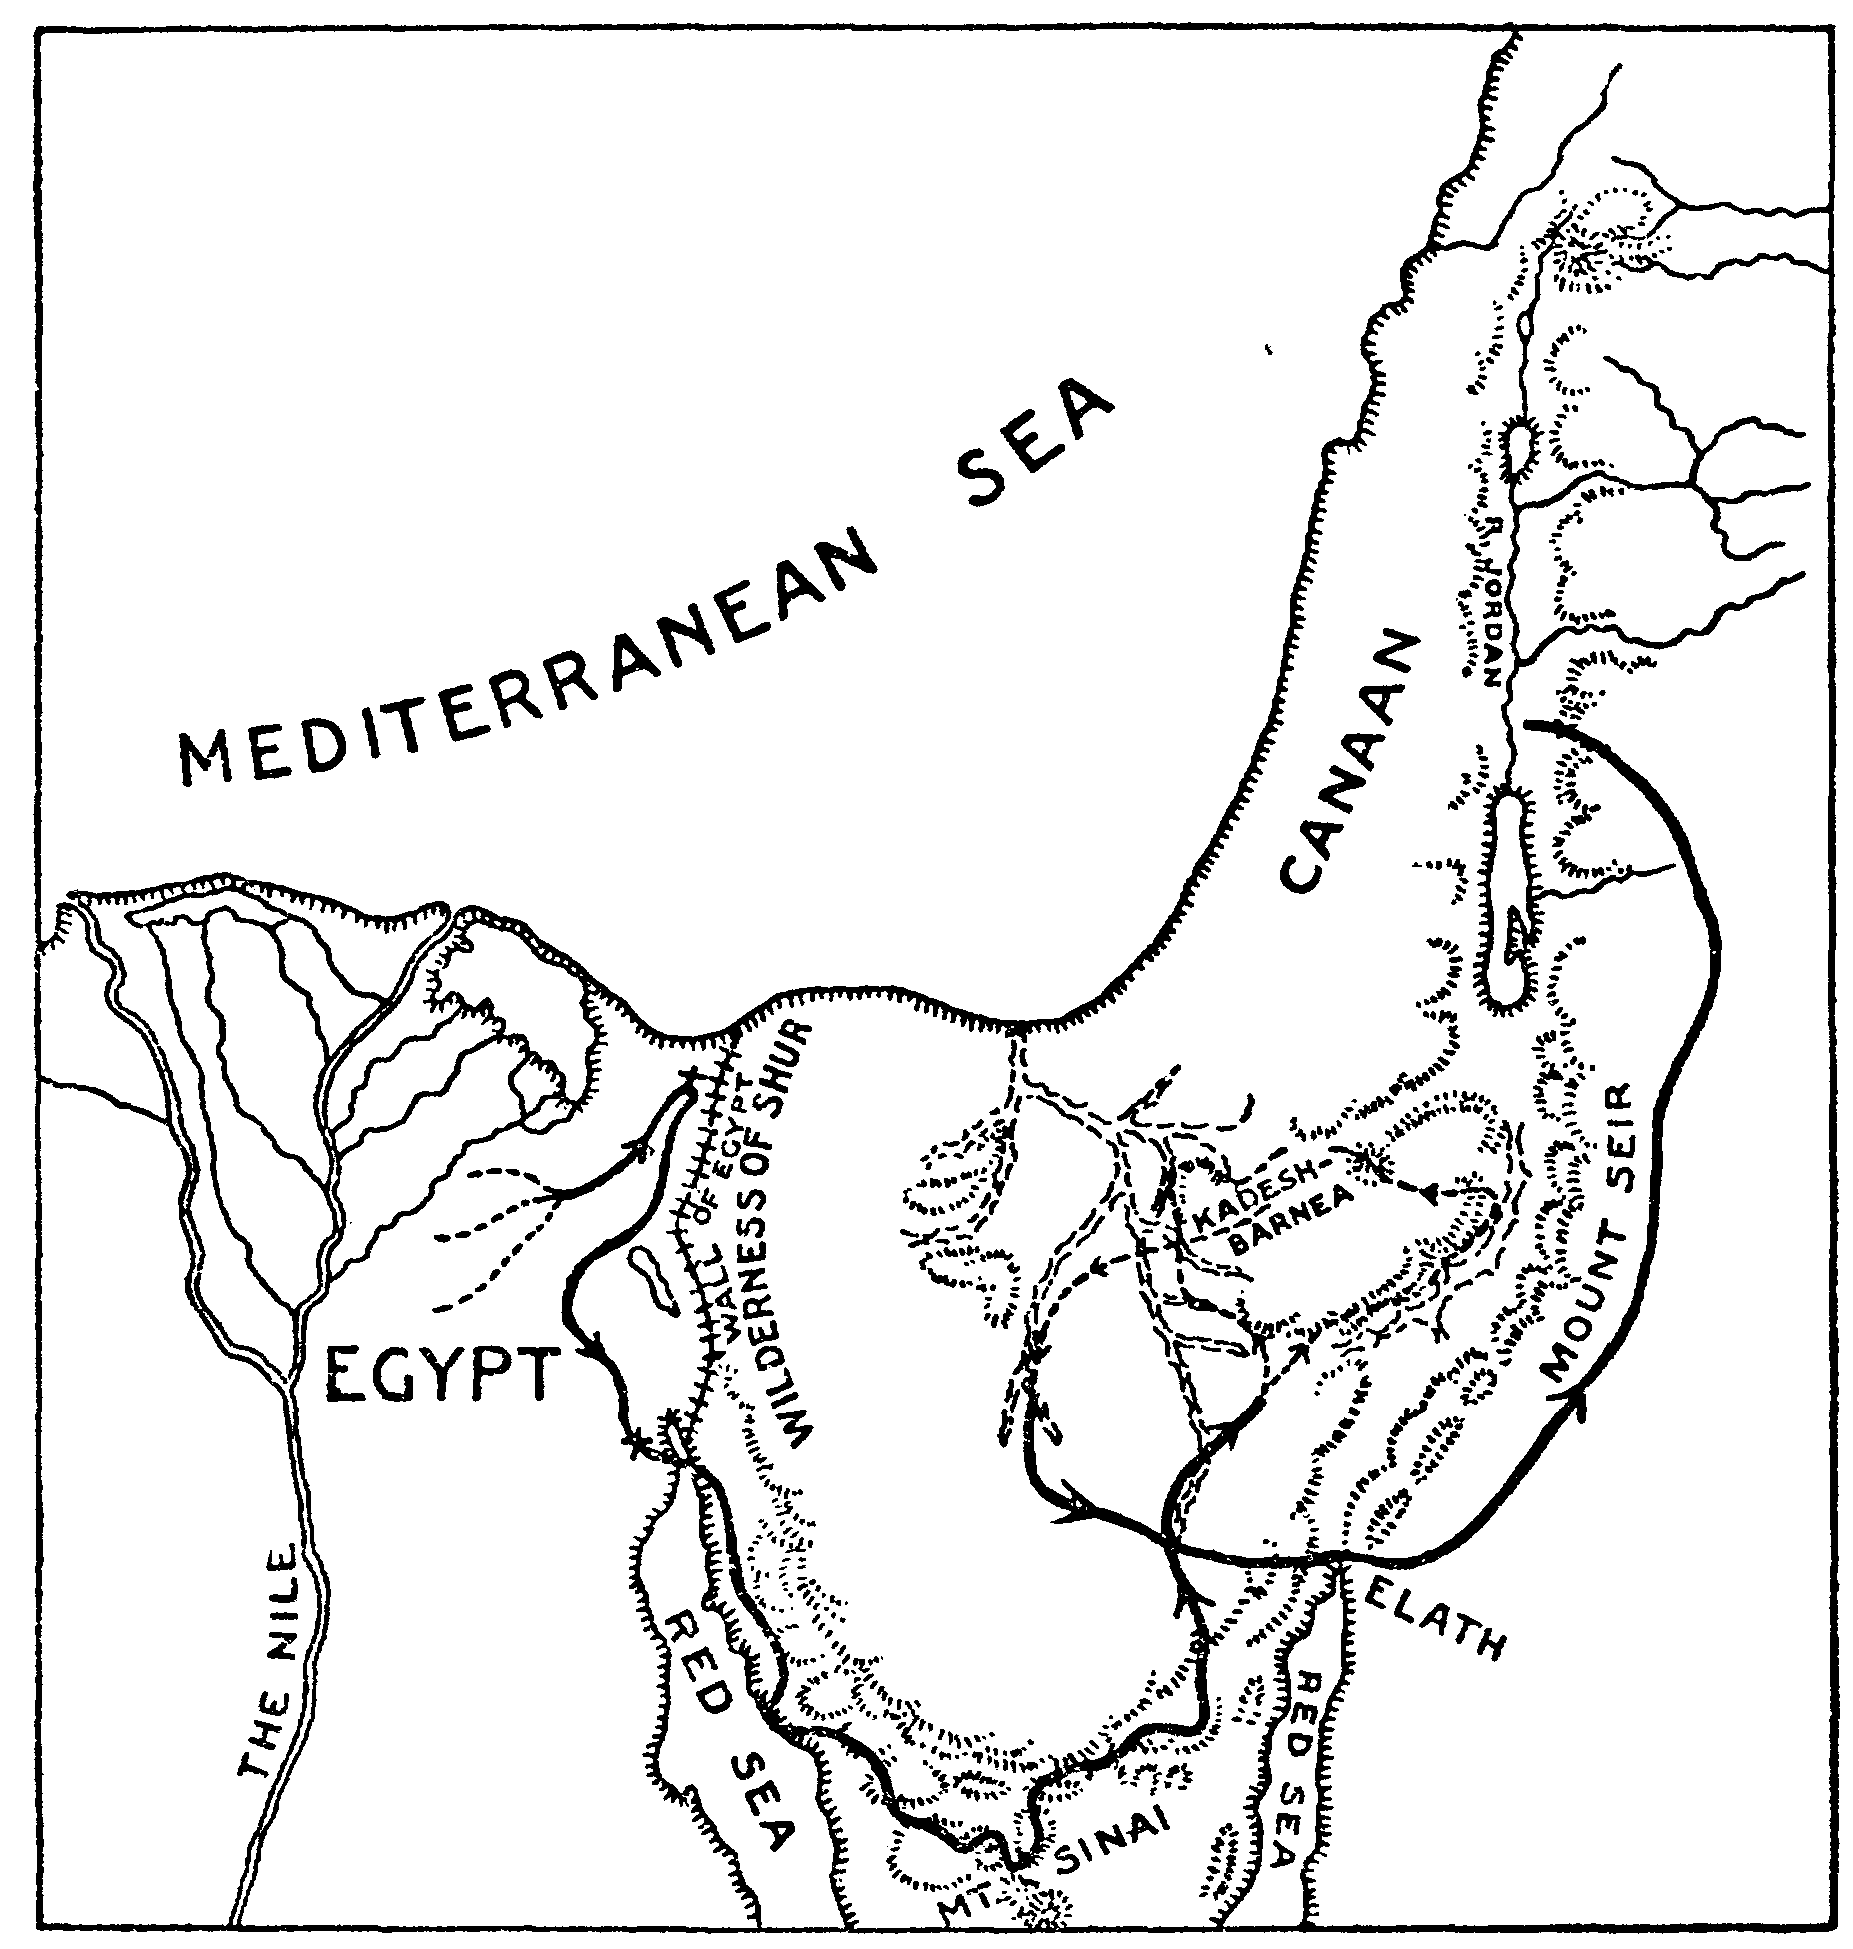 MEDITERRANEAN SEA
CANAAN
R. JORDAN
WILDERNESS OF SHUR
WALL OF EGYPT
KADESH
BARNEA
MOUNT SEIR
EGYPT
THE NILE
RED SEA
ELATH
RED SEA
MT. SINAI